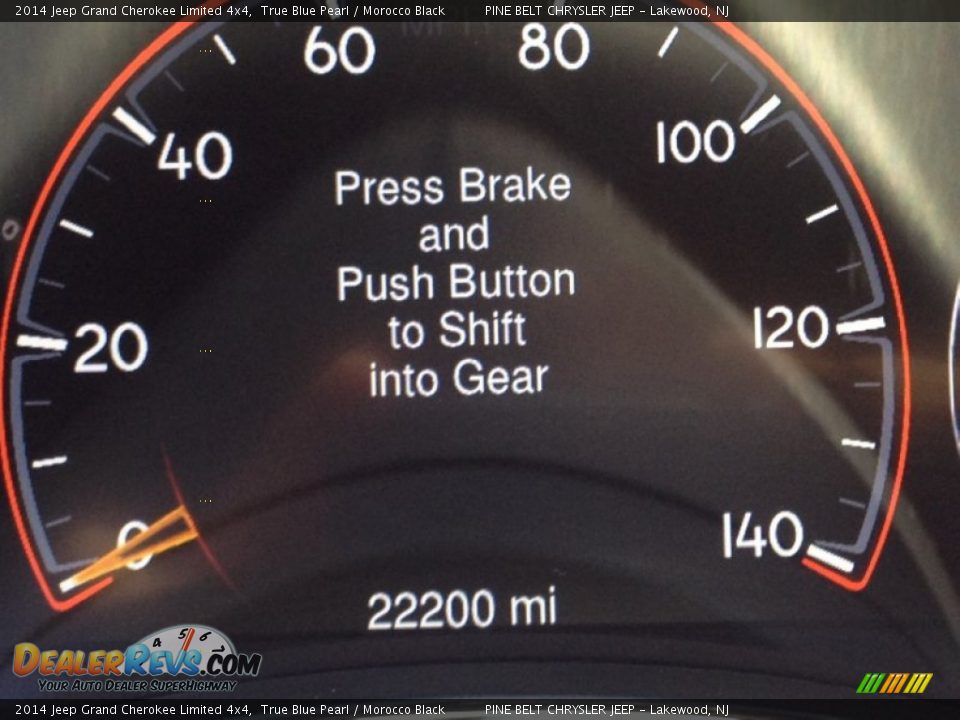 2014 Jeep Grand Cherokee Limited 4x4,  True Blue Pearl / Morocco Black          PINE BELT CHRYSLER JEEP - Lakewood, NJ
60
80
40
100
Press Brake
and
Push Button
to Shift
into Gear
20
120
0
140
22200 mi
4 5 6
DealerRevs.com
Your Auto Dealer SuperHighway
2014 Jeep Grand Cherokee Limited 4x4,  True Blue Pearl / Morocco Black          PINE BELT CHRYSLER JEEP - Lakewood, NJ